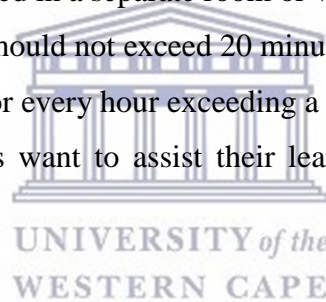 in a separate room or
hould not exceed 20 minu
or every hour exceeding a
s want to assist their lea
UNIVERSITY of the
WESTERN CAPE